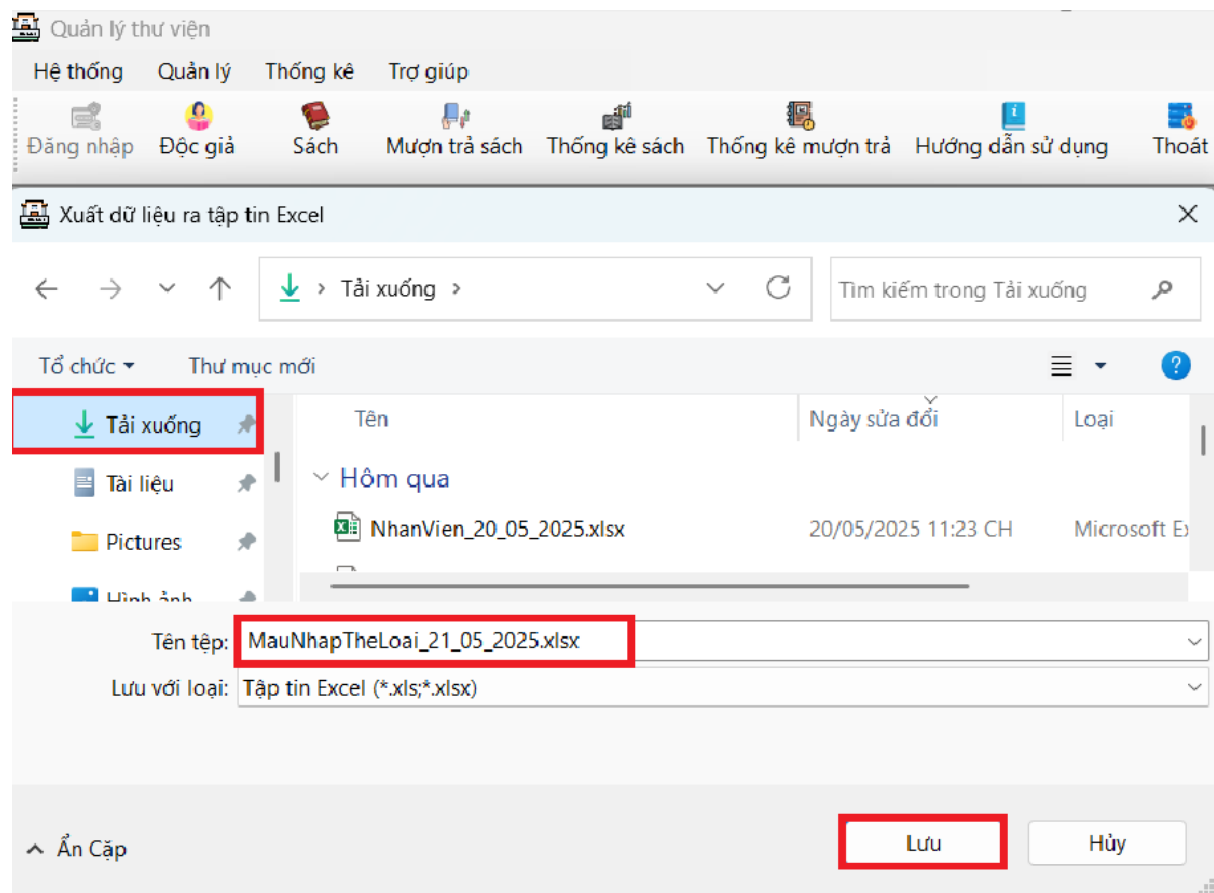 Quản lý thư viện
Hệ thống Quản lý Thống kê Trợ giúp
Đăng nhập Độc giả Sách Mượn trả sách Thống kê sách Thống kê mượn trả Hướng dẫn sử dụng Thoát
Xuất dữ liệu ra tập tin Excel
Tải xuống
Tìm kiếm trong Tải xuống
Tổ chức Thư mục mới
Tải xuống
Tên Ngày sửa đổi Loại
Tài liệu
Hôm qua
Pictures
NhanVien_20_05_2025.xlsx 20/05/2025 11:23 CH Microsoft Ex
Hình ảnh
Tên tệp: MauNhapTheLoai_21_05_2025.xlsx
Lưu với loại: Tập tin Excel (*.xls;*.xlsx)
Ẩn Cặp
Lưu Hủy